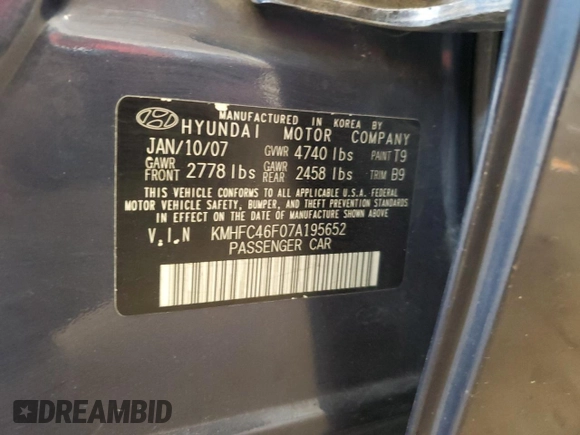 MANUFACTURED IN KOREA BY
HYUNDAI MOTOR COMPANY
JAN/10/07 GVWR 4740 lbs PAINT T9
GAWR FRONT 2778 lbs GAWR REAR 2458 lbs TRIM B9
THIS VEHICLE CONFORMS TO ALL APPLICABLE U.S.A. FEDERAL
MOTOR VEHICLE SAFETY, BUMPER, AND THEFT PREVENTION STANDARDS
IN EFFECT ON THE DATE OF MANUFACTURE SHOWN ABOVE.
V.I.N KMHFC46F07A195652
PASSENGER CAR
DREAMBID